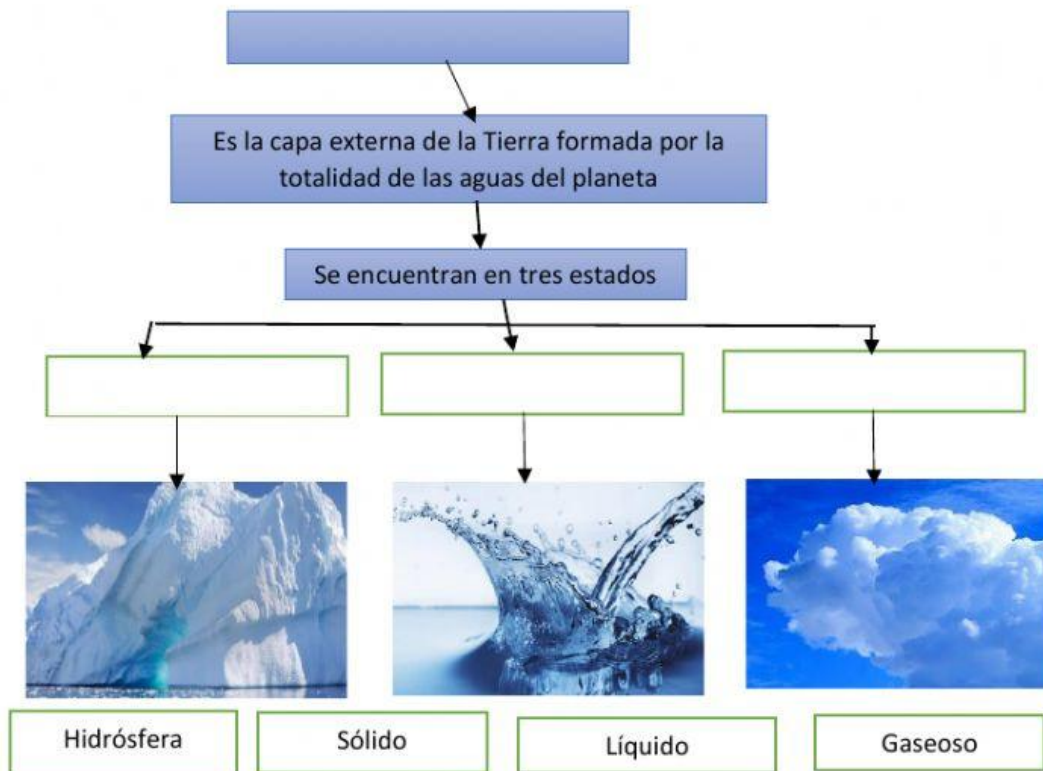 Es la capa externa de la Tierra formada por la
totalidad de las aguas del planeta
Se encuentran en tres estados
Hidrósfera
Sólido
Líquido
Gaseoso